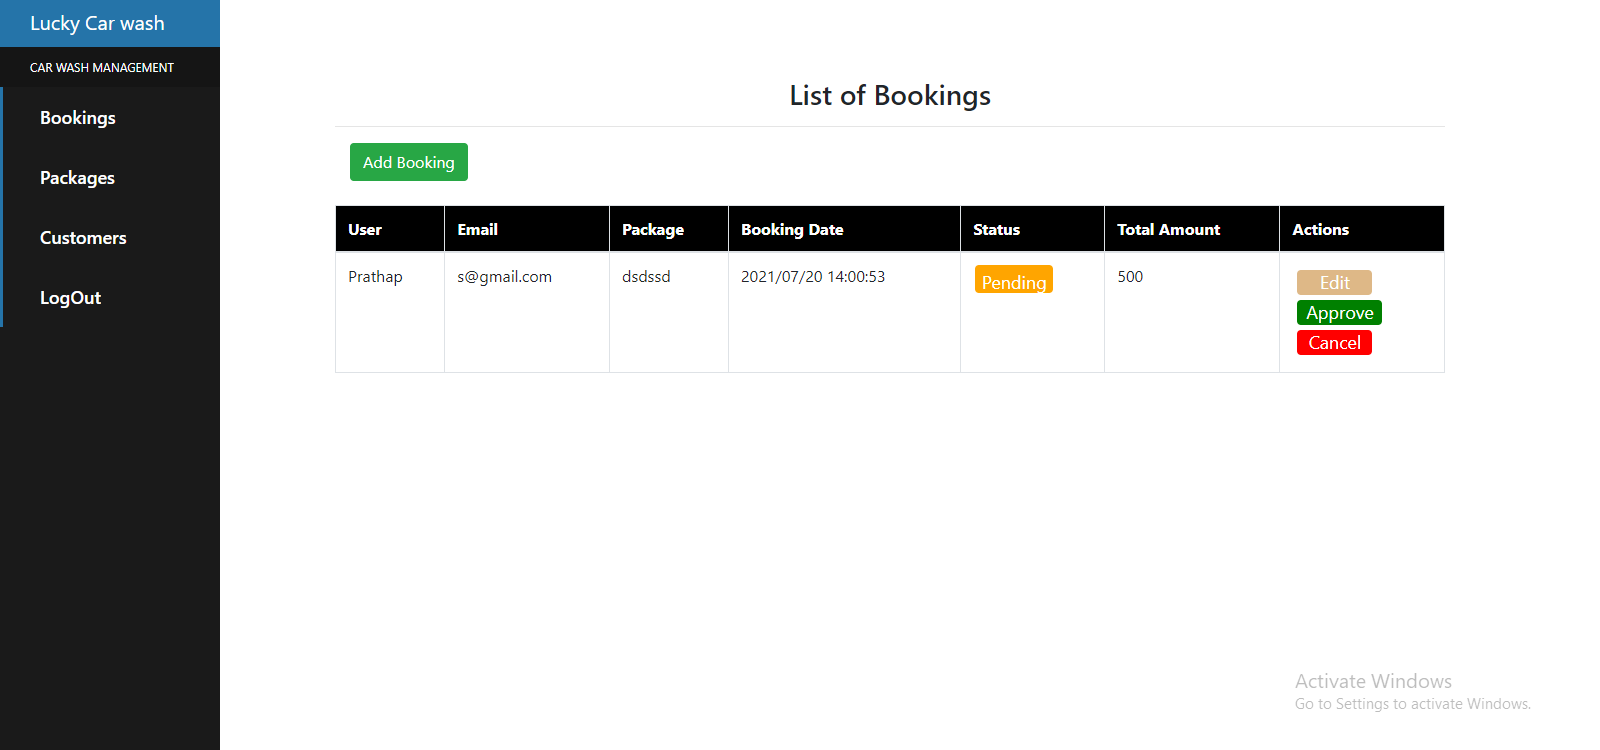 Lucky Car wash
CAR WASH MANAGEMENT
Bookings
Packages
Customers
LogOut
List of Bookings
Add Booking
User Email Package Booking Date Status Total Amount Actions
Prathap s@gmail.com dsdssd 2021/07/20 14:00:53 Pending 500 Edit
Approve
Cancel
Activate Windows
Go to Settings to activate Windows.